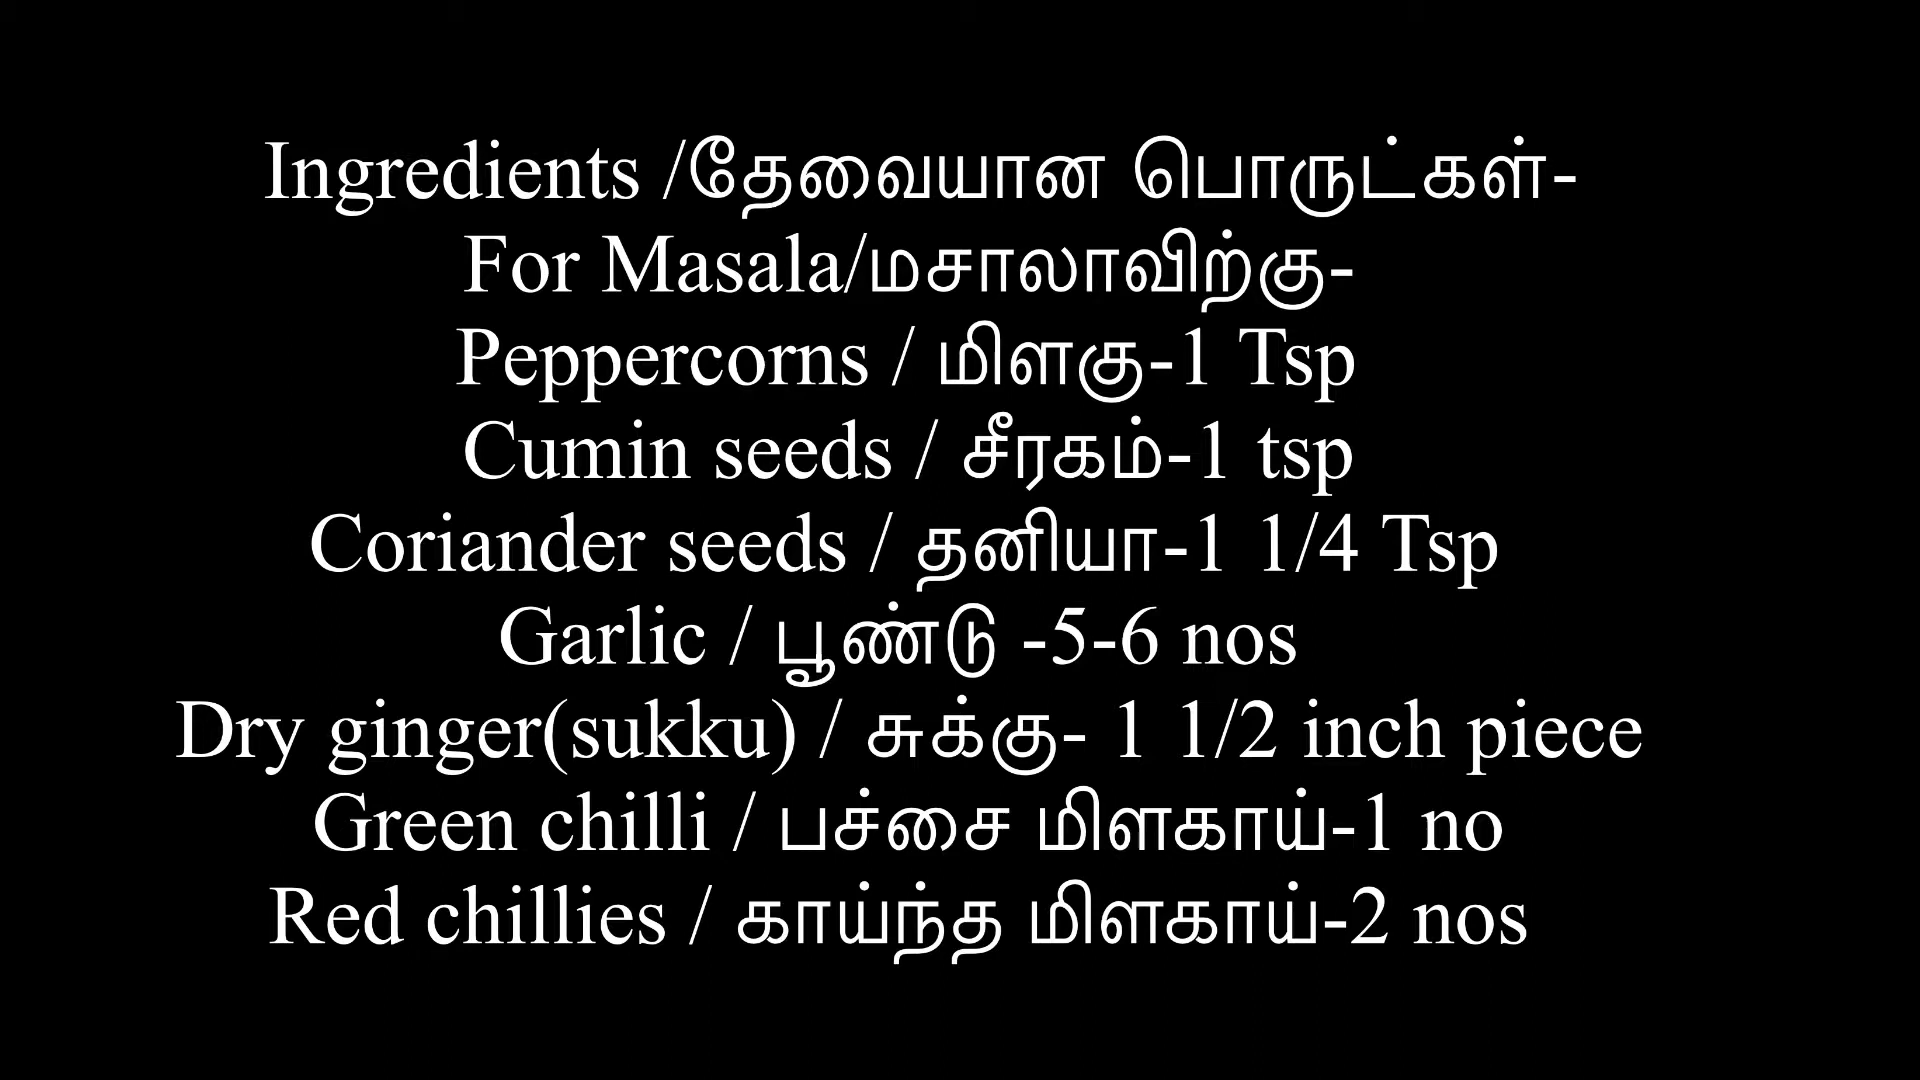 Ingredients /தேவையான பொருட்கள்-
For Masala/மசாலாவிற்கு-
Peppercorns / மிளகு-1 Tsp
Cumin seeds / சீரகம்-1 tsp
Coriander seeds / தனியா-1 1/4 Tsp
Garlic / பூண்டு -5-6 nos
Dry ginger(sukku) / சுக்கு- 1 1/2 inch piece
Green chilli / பச்சை மிளகாய்-1 no
Red chillies / காய்ந்த மிளகாய்-2 nos